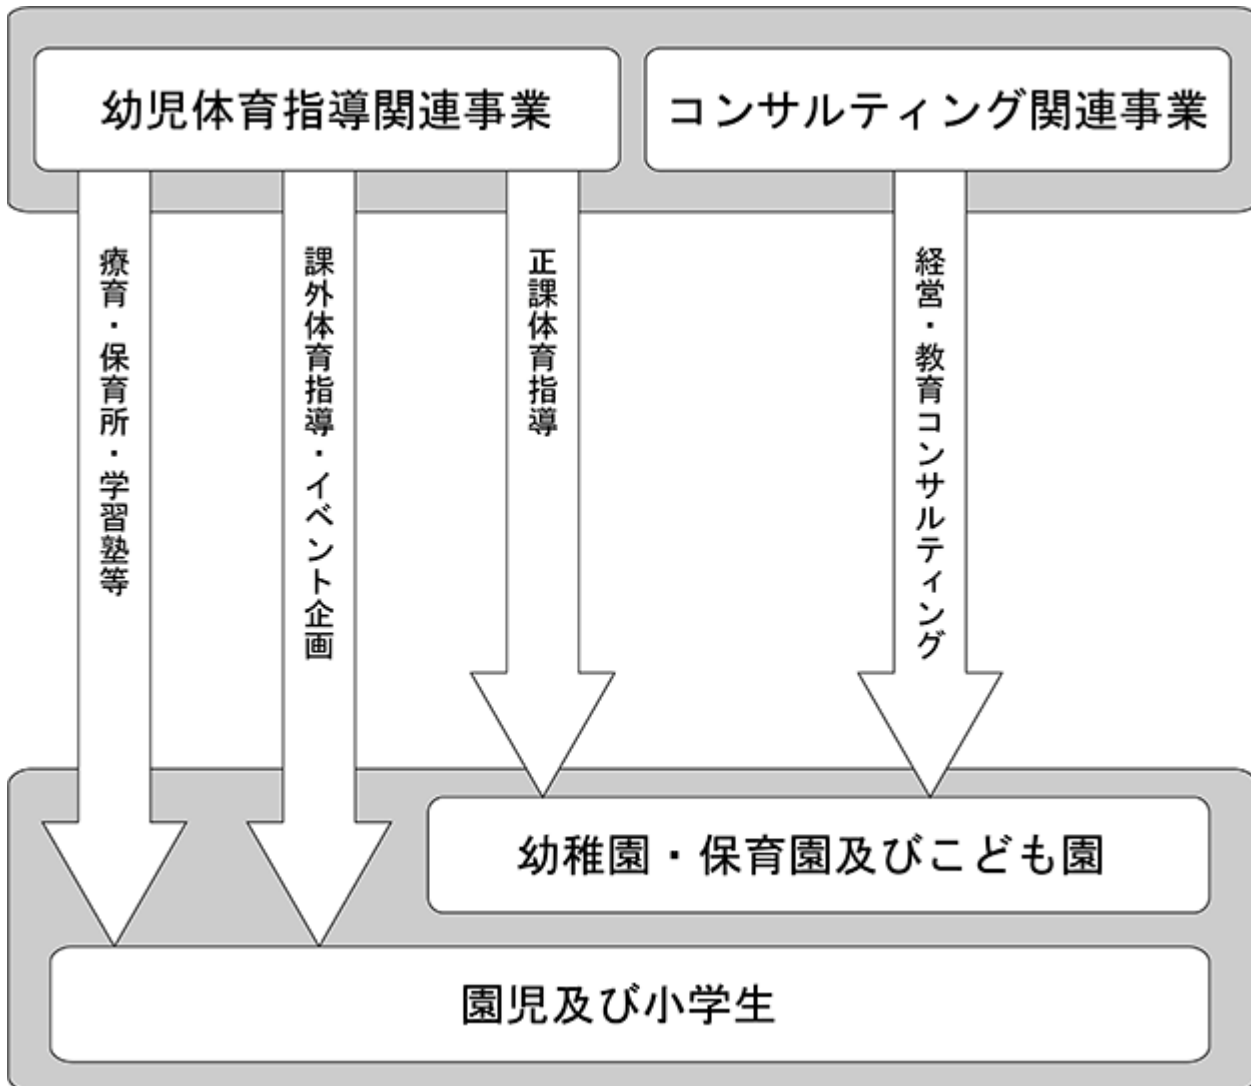 幼児体育指導関連事業
コンサルティング関連事業
療育・保育所・学習塾等
課外体育指導・イベント企画
正課体育指導
経営・教育コンサルティング
幼稚園・保育園及びこども園
園児及び小学生